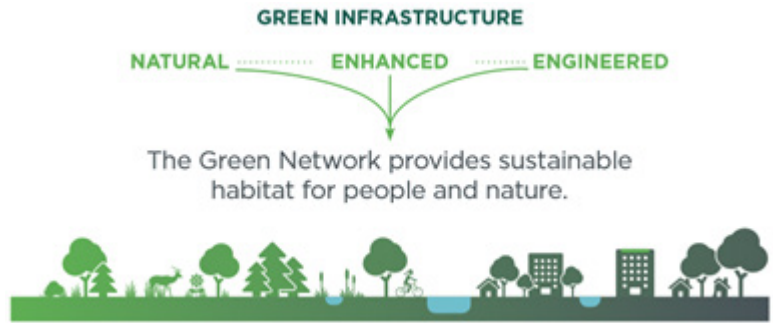 GREEN INFRASTRUCTURE
NATURAL ENHANCED ENGINEERED
The Green Network provides sustainable
habitat for people and nature.